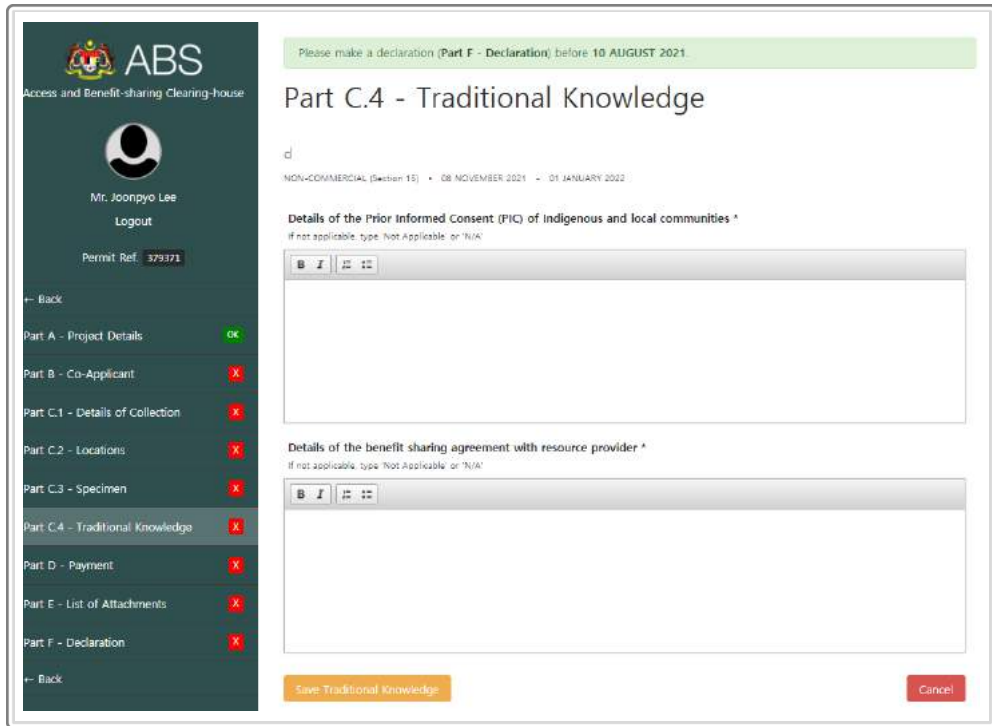 ABS
Access and Benefit-sharing Clearing-house
Mr. Joonpyo Lee
Logout
Permit Ref. 379371
← Back
Part A - Project Details OK
Part B - Co-Applicant X
Part C.1 - Details of Collection X
Part C.2 - Locations X
Part C.3 - Specimen X
Part C.4 - Traditional Knowledge X
Part D - Payment X
Part E - List of Attachments X
Part F - Declaration X
← Back
Please make a declaration (Part F - Declaration) before 10 AUGUST 2021.
Part C.4 - Traditional Knowledge
d
NON-COMMERCIAL (Section 15) • 08 NOVEMBER 2021 - 01 JANUARY 2022
Details of the Prior Informed Consent (PIC) of Indigenous and local communities *
If not applicable, type 'Not Applicable' or 'N/A'
B I
Details of the benefit sharing agreement with resource provider *
If not applicable, type 'Not Applicable' or 'N/A'
B I
Save Traditional Knowledge
Cancel